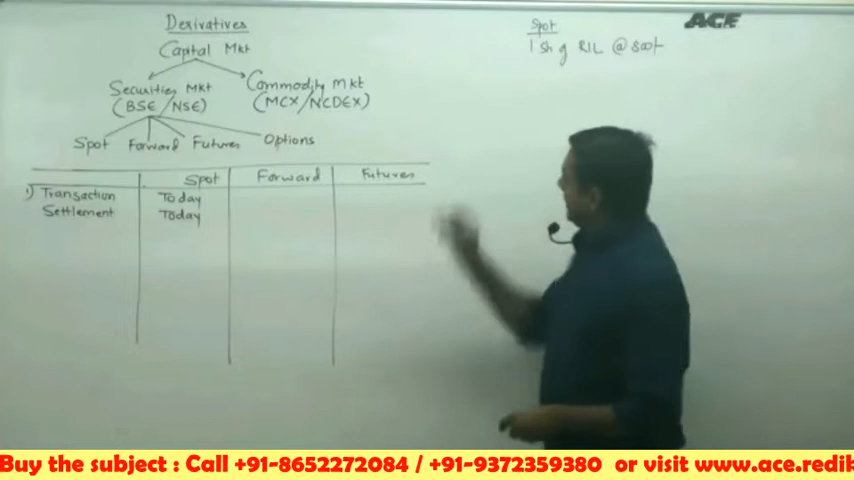 Derivatives
Capital Mkt
Securities Mkt
(BSE/NSE)
Commodity Mkt
(MCX/NCDEX)
Spot Forward Futures Options
Spot Forward Futures
1) Transaction Today
Settlement Today
Spot
1 sh of RIL @ 800/-
ACE
Buy the subject : Call +91-8652272084 / +91-9372359380 or visit www.ace.redik